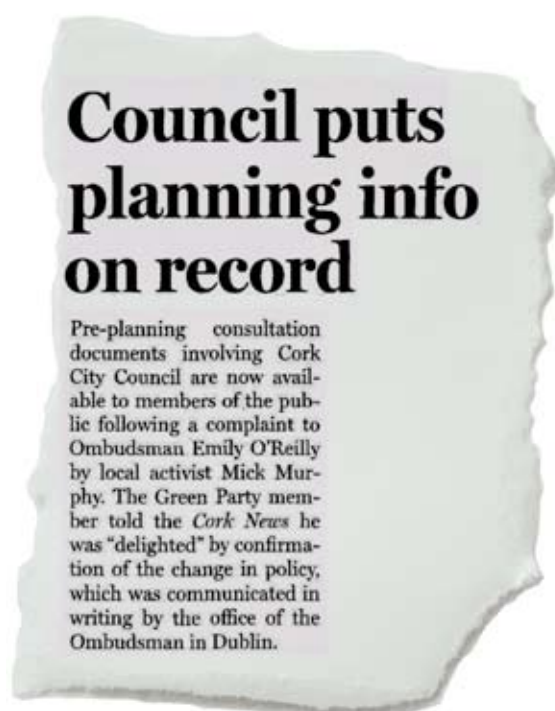 Council puts
planning info
on record
Pre-planning consultation
documents involving Cork
City Council are now avail-
able to members of the pub-
lic following a complaint to
Ombudsman Emily O'Reilly
by local activist Mick Mur-
phy. The Green Party mem-
ber told the Cork News he
was "delighted" by confirma-
tion of the change in policy,
which was communicated in
writing by the office of the
Ombudsman in Dublin.